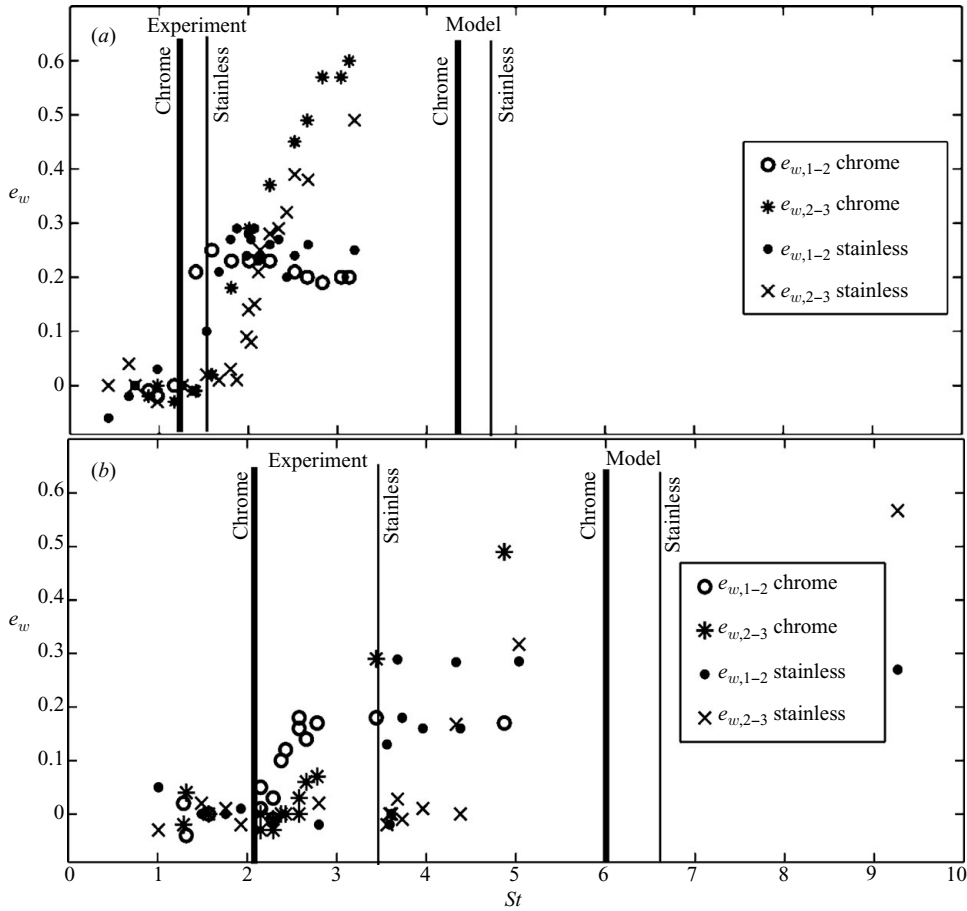 (a)
Experiment
Model
Chrome
Stainless
Chrome
Stainless
0.6
0.5
0.4
0.3
0.2
0.1
0
e_w
e_w,1–2 chrome
e_w,2–3 chrome
e_w,1–2 stainless
e_w,2–3 stainless
(b)
Experiment
Model
Chrome
Stainless
Chrome
Stainless
0.6
0.5
0.4
0.3
0.2
0.1
0
e_w
e_w,1–2 chrome
e_w,2–3 chrome
e_w,1–2 stainless
e_w,2–3 stainless
0 1 2 3 4 5 6 7 8 9 10
St